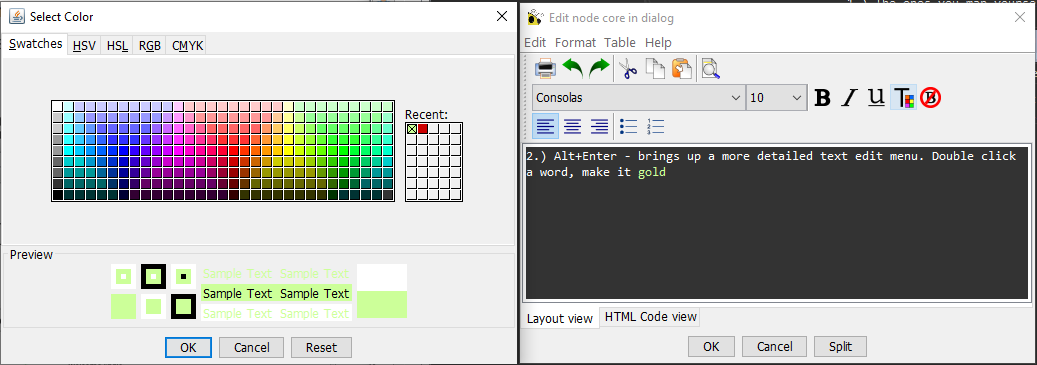 Select Color
Swatches HSV HSL RGB CMYK
Recent:
Preview
Sample Text Sample Text
Sample Text Sample Text
Sample Text Sample Text
OK Cancel Reset
Edit node core in dialog
Edit Format Table Help
Consolas 10 B I U T B
2.) Alt+Enter - brings up a more detailed text edit menu. Double click
a word, make it gold
Layout view HTML Code view
OK Cancel Split